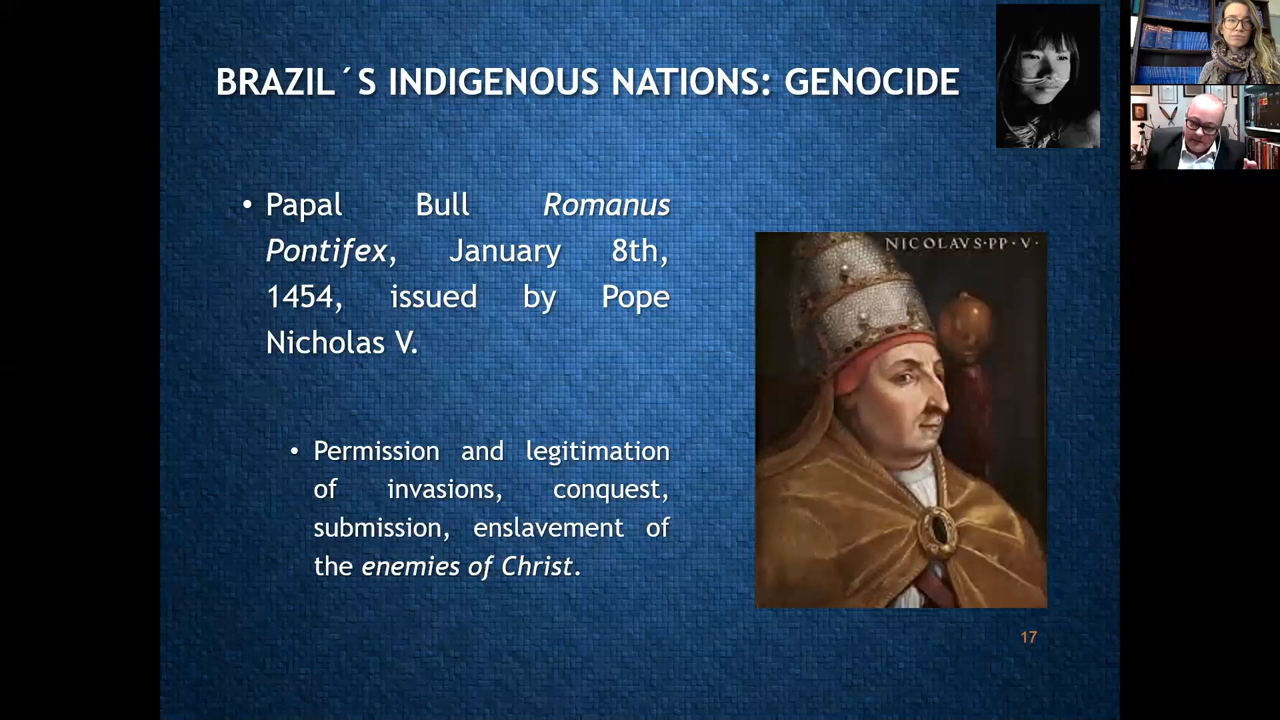 BRAZIL´S INDIGENOUS NATIONS: GENOCIDE
• Papal Bull Romanus
Pontifex, January 8th,
1454, issued by Pope
Nicholas V.
• Permission and legitimation
of invasions, conquest,
submission, enslavement of
the enemies of Christ.
NICOLAVS·PP·V·
17